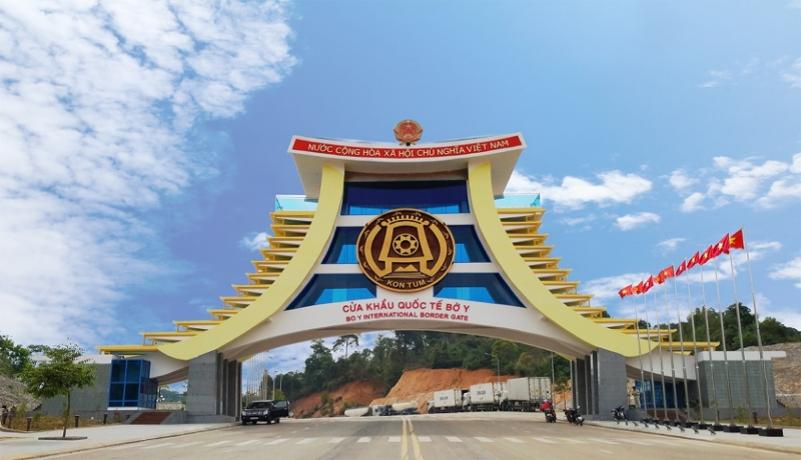 NƯỚC CỘNG HÒA XÃ HỘI CHỦ NGHĨA VIỆT NAM
KON TUM
CỬA KHẨU QUỐC TẾ BỜ Y
BO Y INTERNATIONAL BORDER GATE